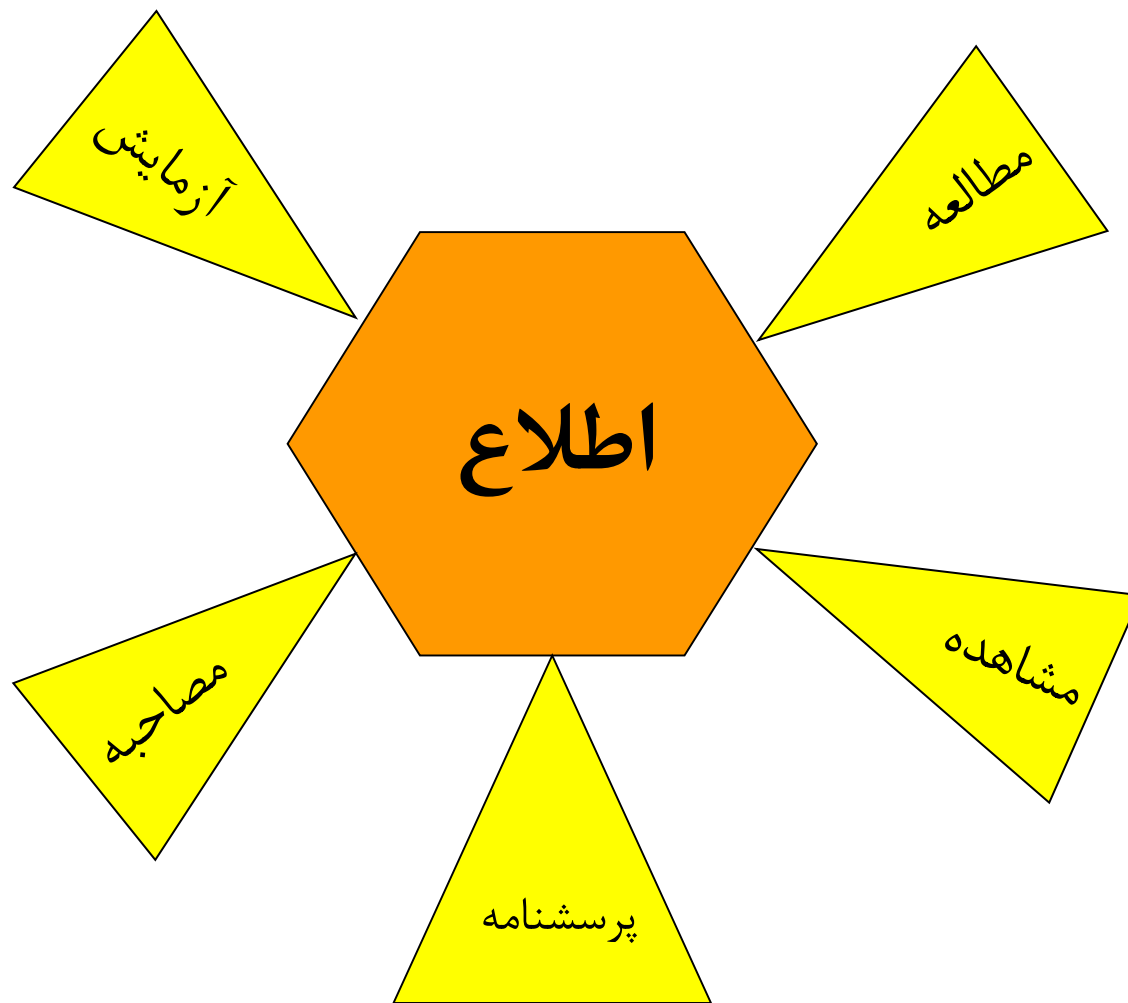 مطالعه
آزمایش
اطلاع
مشاهده
مصاحبه
پرسشنامه